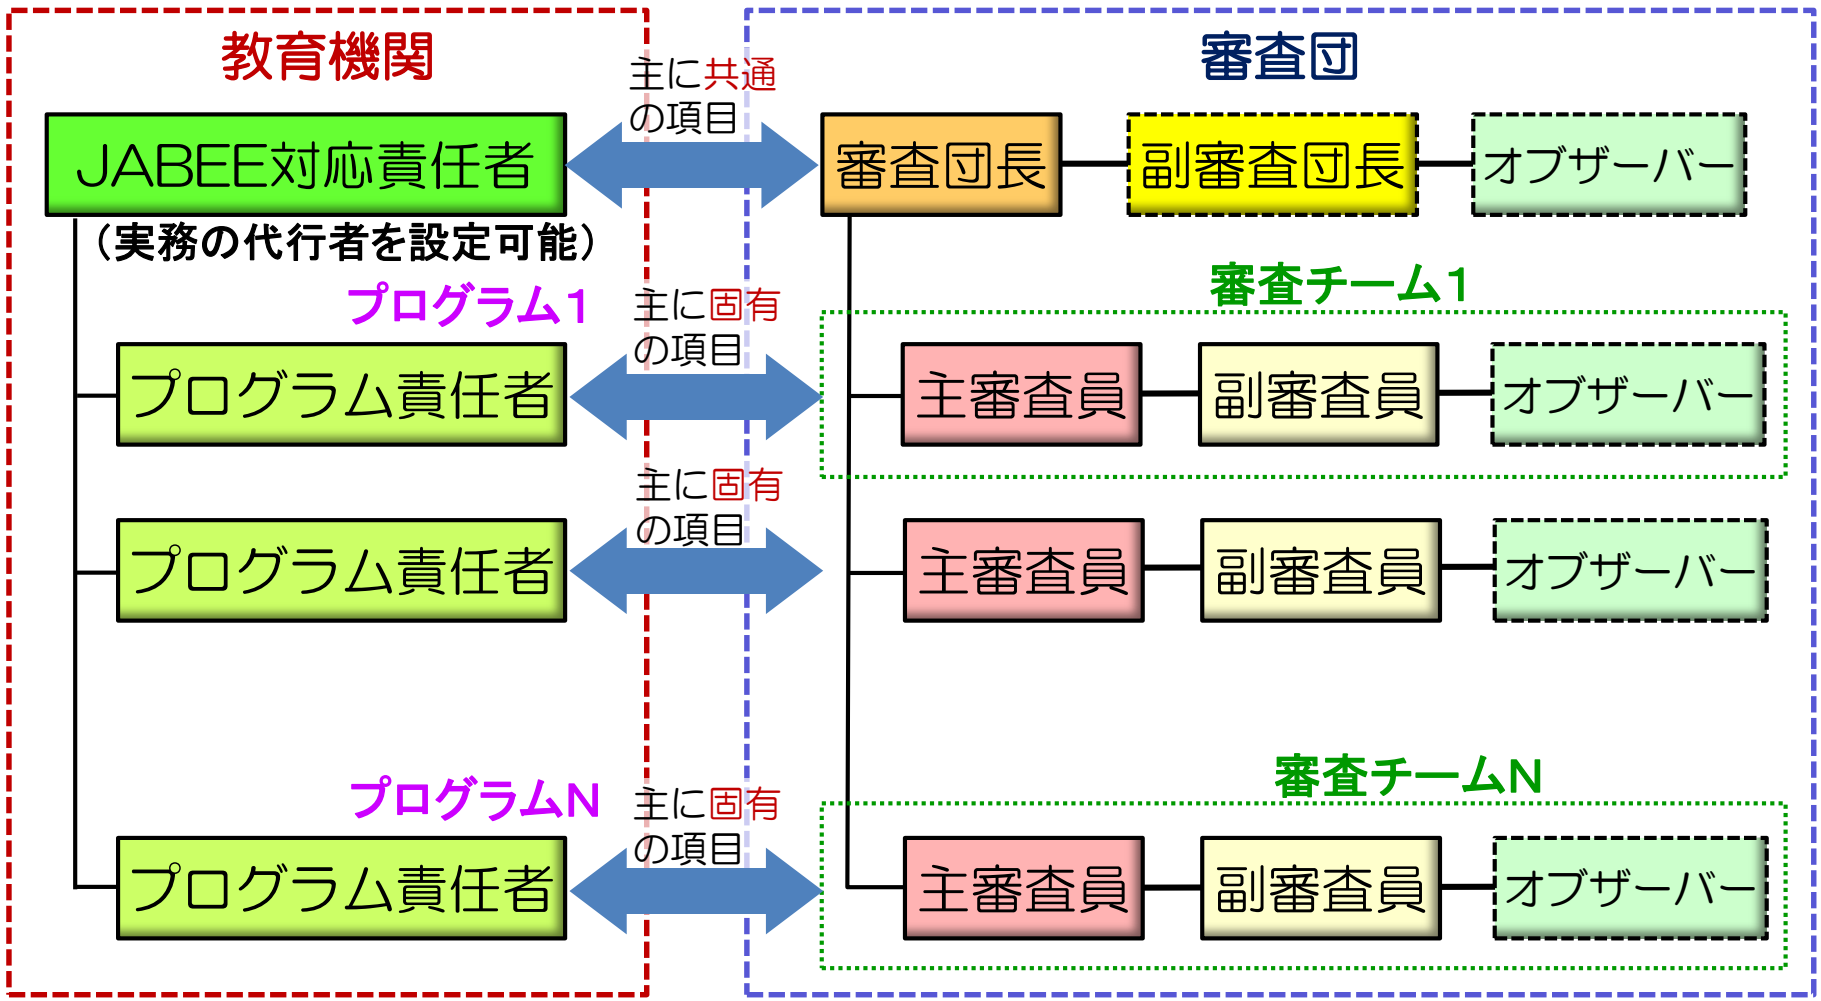 教育機関
審査団
主に共通
の項目
JABEE対応責任者
審査団長
副審査団長
オブザーバー
（実務の代行者を設定可能）
プログラム1
主に固有
の項目
審査チーム1
プログラム責任者
主審査員
副審査員
オブザーバー
主に固有
の項目
プログラム責任者
主審査員
副審査員
オブザーバー
プログラムN
主に固有
の項目
審査チームN
プログラム責任者
主審査員
副審査員
オブザーバー